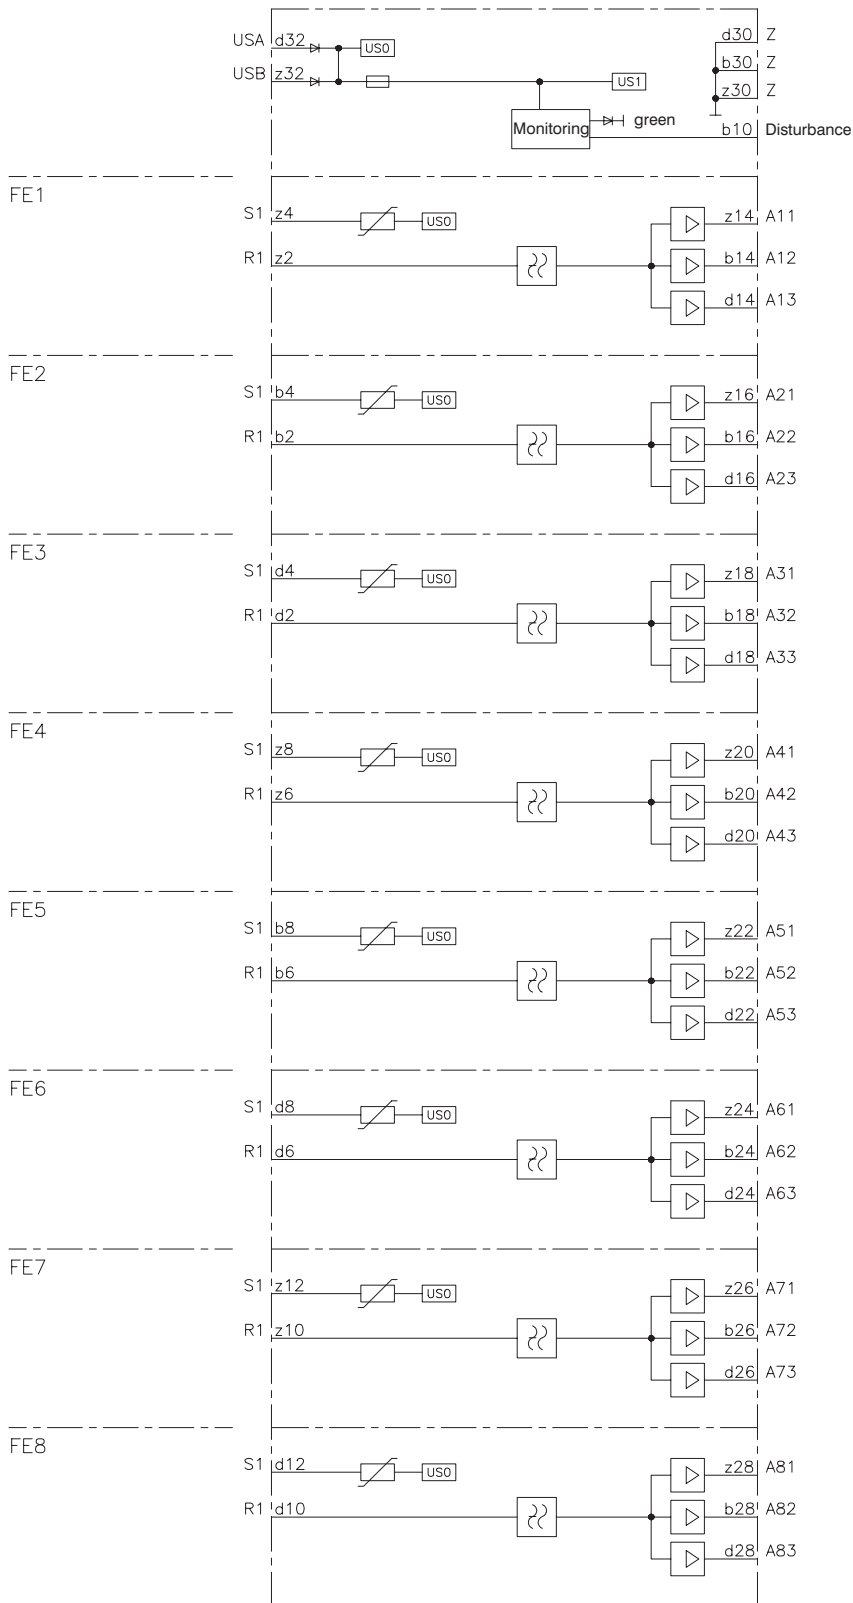 USA d32 US0 d30 Z
USB z32 US1 b30 Z
z30 Z
Monitoring green
b10 Disturbance
FE1
S1 z4 US0 z14 A11
R1 z2 b14 A12
d14 A13
FE2
S1 b4 US0 z16 A21
R1 b2 b16 A22
d16 A23
FE3
S1 d4 US0 z18 A31
R1 d2 b18 A32
d18 A33
FE4
S1 z8 US0 z20 A41
R1 z6 b20 A42
d20 A43
FE5
S1 b8 US0 z22 A51
R1 b6 b22 A52
d22 A53
FE6
S1 d8 US0 z24 A61
R1 d6 b24 A62
d24 A63
FE7
S1 z12 US0 z26 A71
R1 z10 b26 A72
d26 A73
FE8
S1 d12 US0 z28 A81
R1 d10 b28 A82
d28 A83